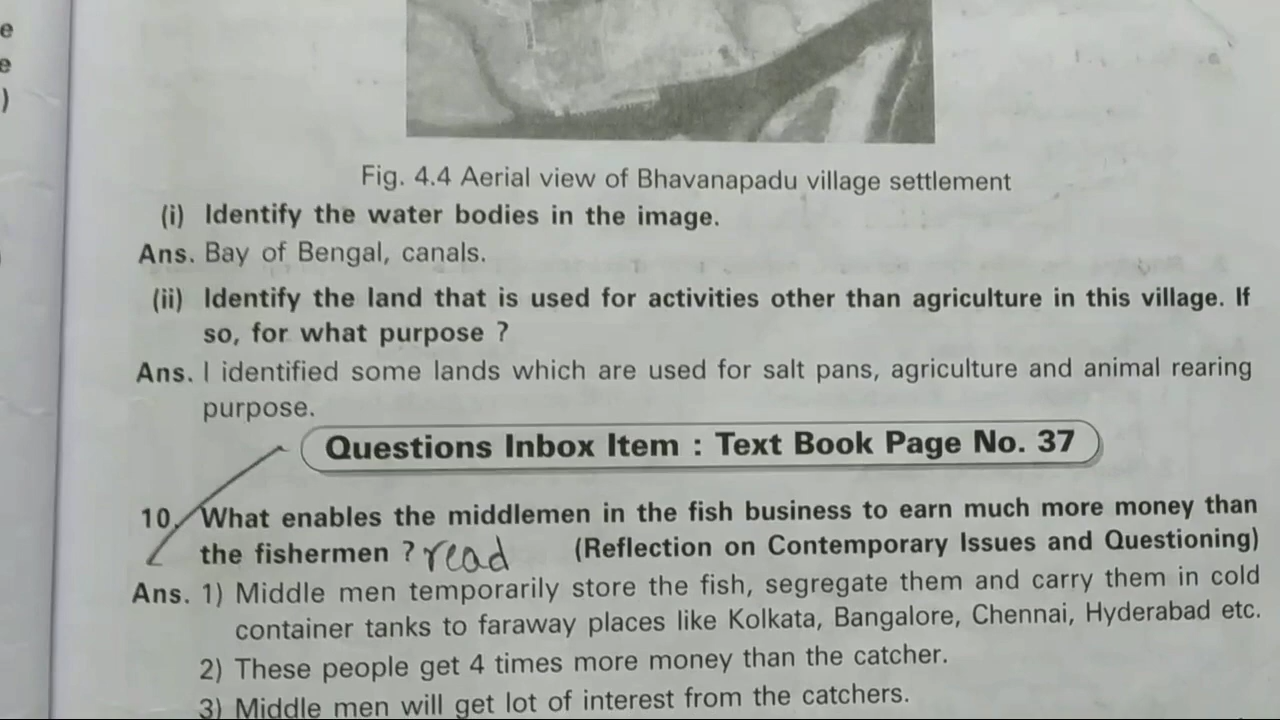 e
e
)
Fig. 4.4 Aerial view of Bhavanapadu village settlement
(i) Identify the water bodies in the image.
Ans. Bay of Bengal, canals.
(ii) Identify the land that is used for activities other than agriculture in this village. If
so, for what purpose ?
Ans. I identified some lands which are used for salt pans, agriculture and animal rearing
purpose.
Questions Inbox Item : Text Book Page No. 37
10. What enables the middlemen in the fish business to earn much more money than
the fishermen ? read (Reflection on Contemporary Issues and Questioning)
Ans. 1) Middle men temporarily store the fish, segregate them and carry them in cold
container tanks to faraway places like Kolkata, Bangalore, Chennai, Hyderabad etc.
2) These people get 4 times more money than the catcher.
3) Middle men will get lot of interest from the catchers.